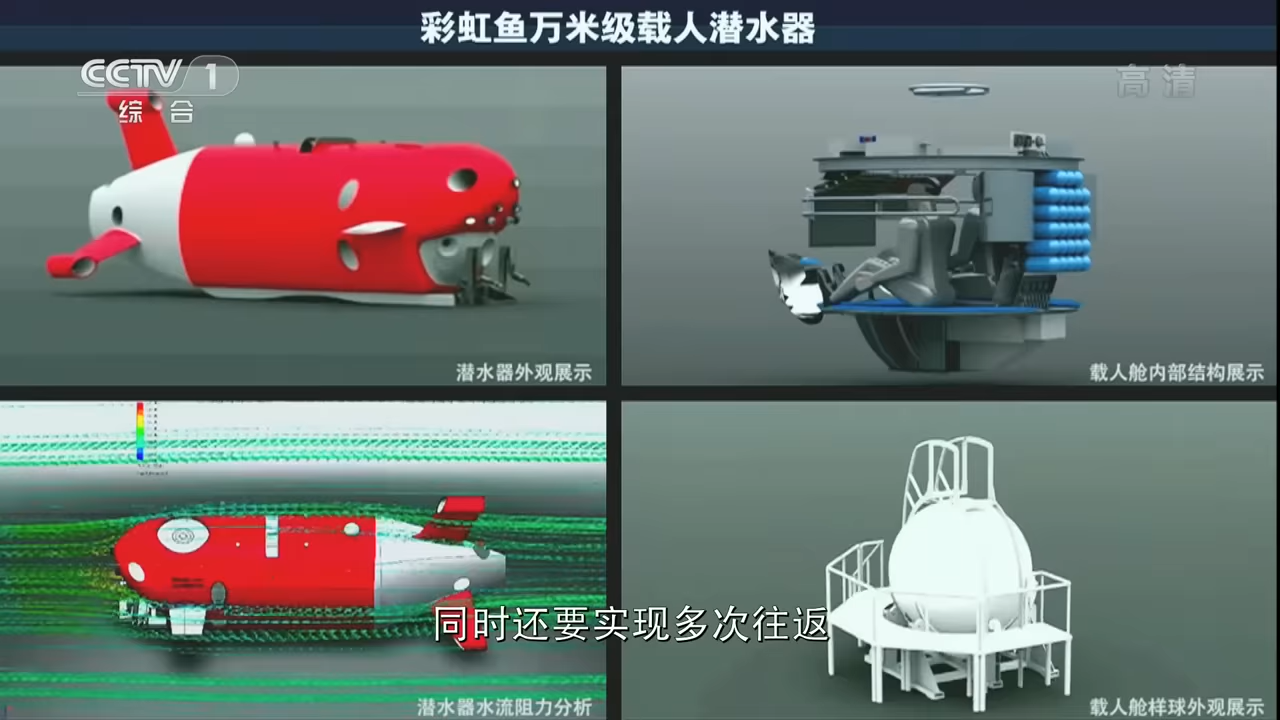 彩虹鱼万米级载人潜水器
CCTV 1
综合
高清
潜水器外观展示
载人舱内部结构展示
同时还要实现多次往返
潜水器水流阻力分析
载人舱样球外观展示